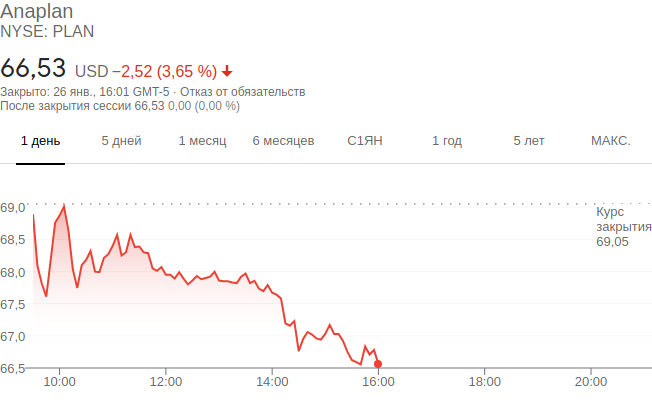 Anaplan
NYSE: PLAN
66,53 USD −2,52 (3,65 %)
Закрыто: 26 янв., 16:01 GMT-5 · Отказ от обязательств
После закрытия сессии 66,53 0,00 (0,00 %)
1 день 5 дней 1 месяц 6 месяцев С1ЯН 1 год 5 лет МАКС.
69,0
Курс
закрытия
69,05
68,5
68,0
67,5
67,0
66,5
10:00 12:00 14:00 16:00 18:00 20:00